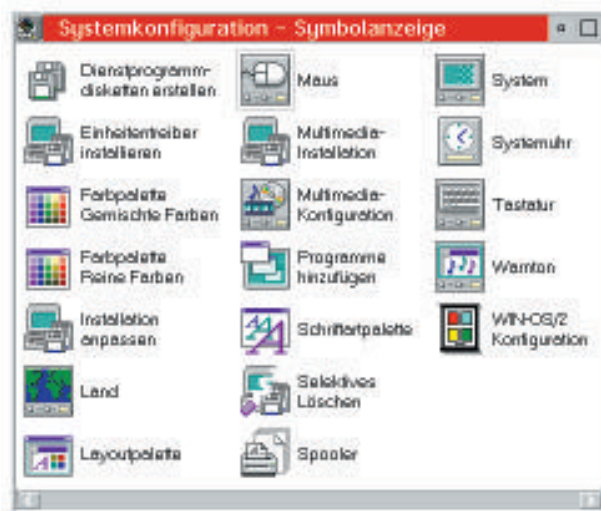 Systemkonfiguration - Symbolanzeige
Dienstprogramm-
disketten erstellen
Einheitentreiber
installieren
Farbpalette
Gemischte Farben
Farbpalette
Reine Farben
Installation
anpassen
Land
Layoutpalette
Maus
Multimedia-
Installation
Multimedia-
Konfiguration
Programme
hinzufügen
Schriftartpalette
Selektives
Löschen
Spooler
System
Systemuhr
Tastatur
Warnton
WIN-OS/2
Konfiguration